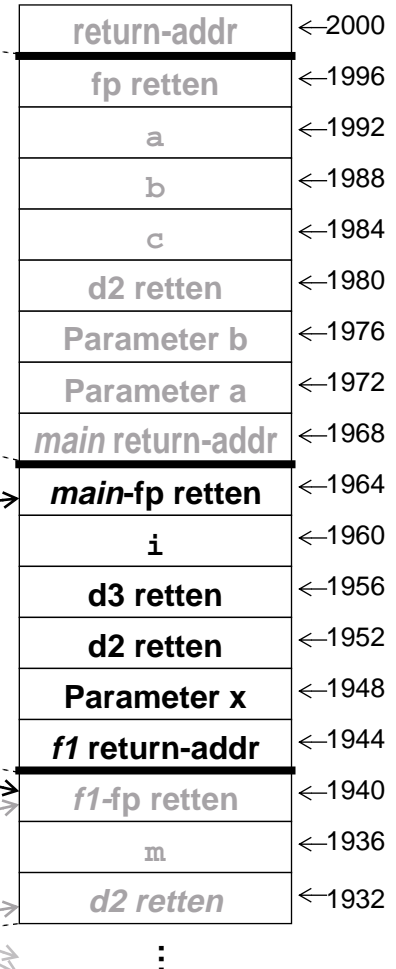 return-addr ←2000
fp retten ←1996
a ←1992
b ←1988
c ←1984
d2 retten ←1980
Parameter b ←1976
Parameter a ←1972
main return-addr ←1968
main-fp retten ←1964
i ←1960
d3 retten ←1956
d2 retten ←1952
Parameter x ←1948
f1 return-addr ←1944
f1-fp retten ←1940
m ←1936
d2 retten ←1932
⋮